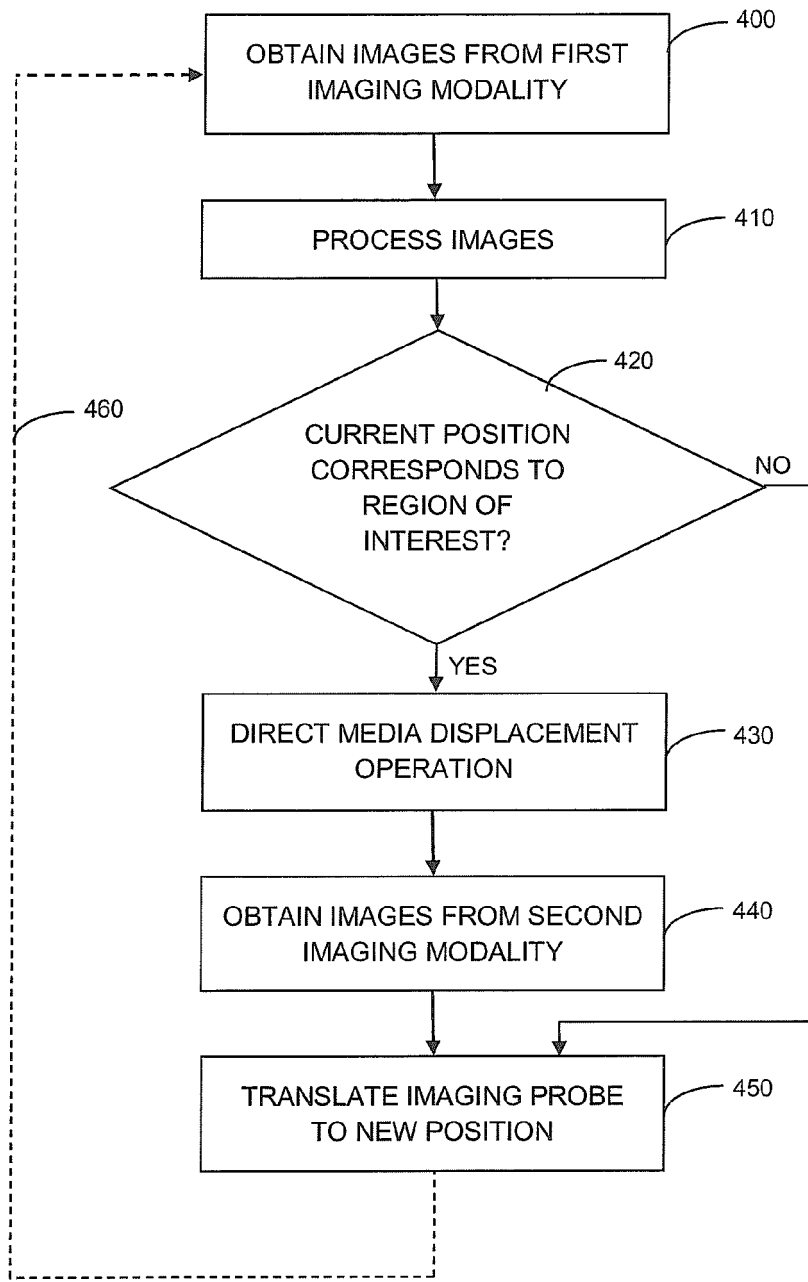 400
OBTAIN IMAGES FROM FIRST
IMAGING MODALITY
410
PROCESS IMAGES
420
460
CURRENT POSITION
CORRESPONDS TO
REGION OF
INTEREST?
NO
YES
DIRECT MEDIA DISPLACEMENT
OPERATION
430
OBTAIN IMAGES FROM SECOND
IMAGING MODALITY
440
TRANSLATE IMAGING PROBE
TO NEW POSITION
450